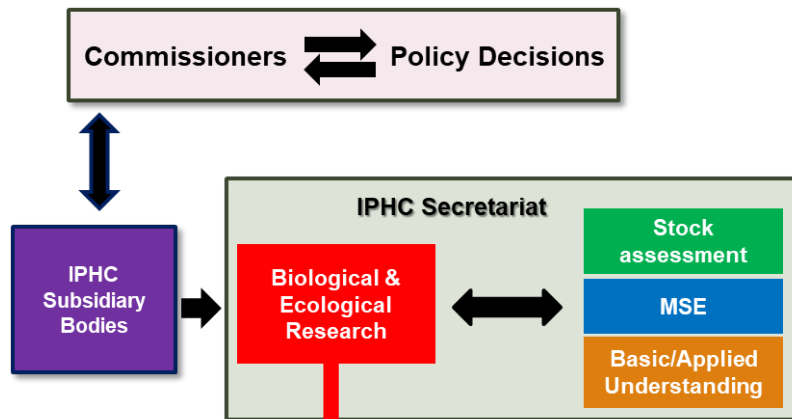 Commissioners Policy Decisions
IPHC Secretariat
IPHC
Subsidiary
Bodies
Biological &
Ecological
Research
Stock
assessment
MSE
Basic/Applied
Understanding